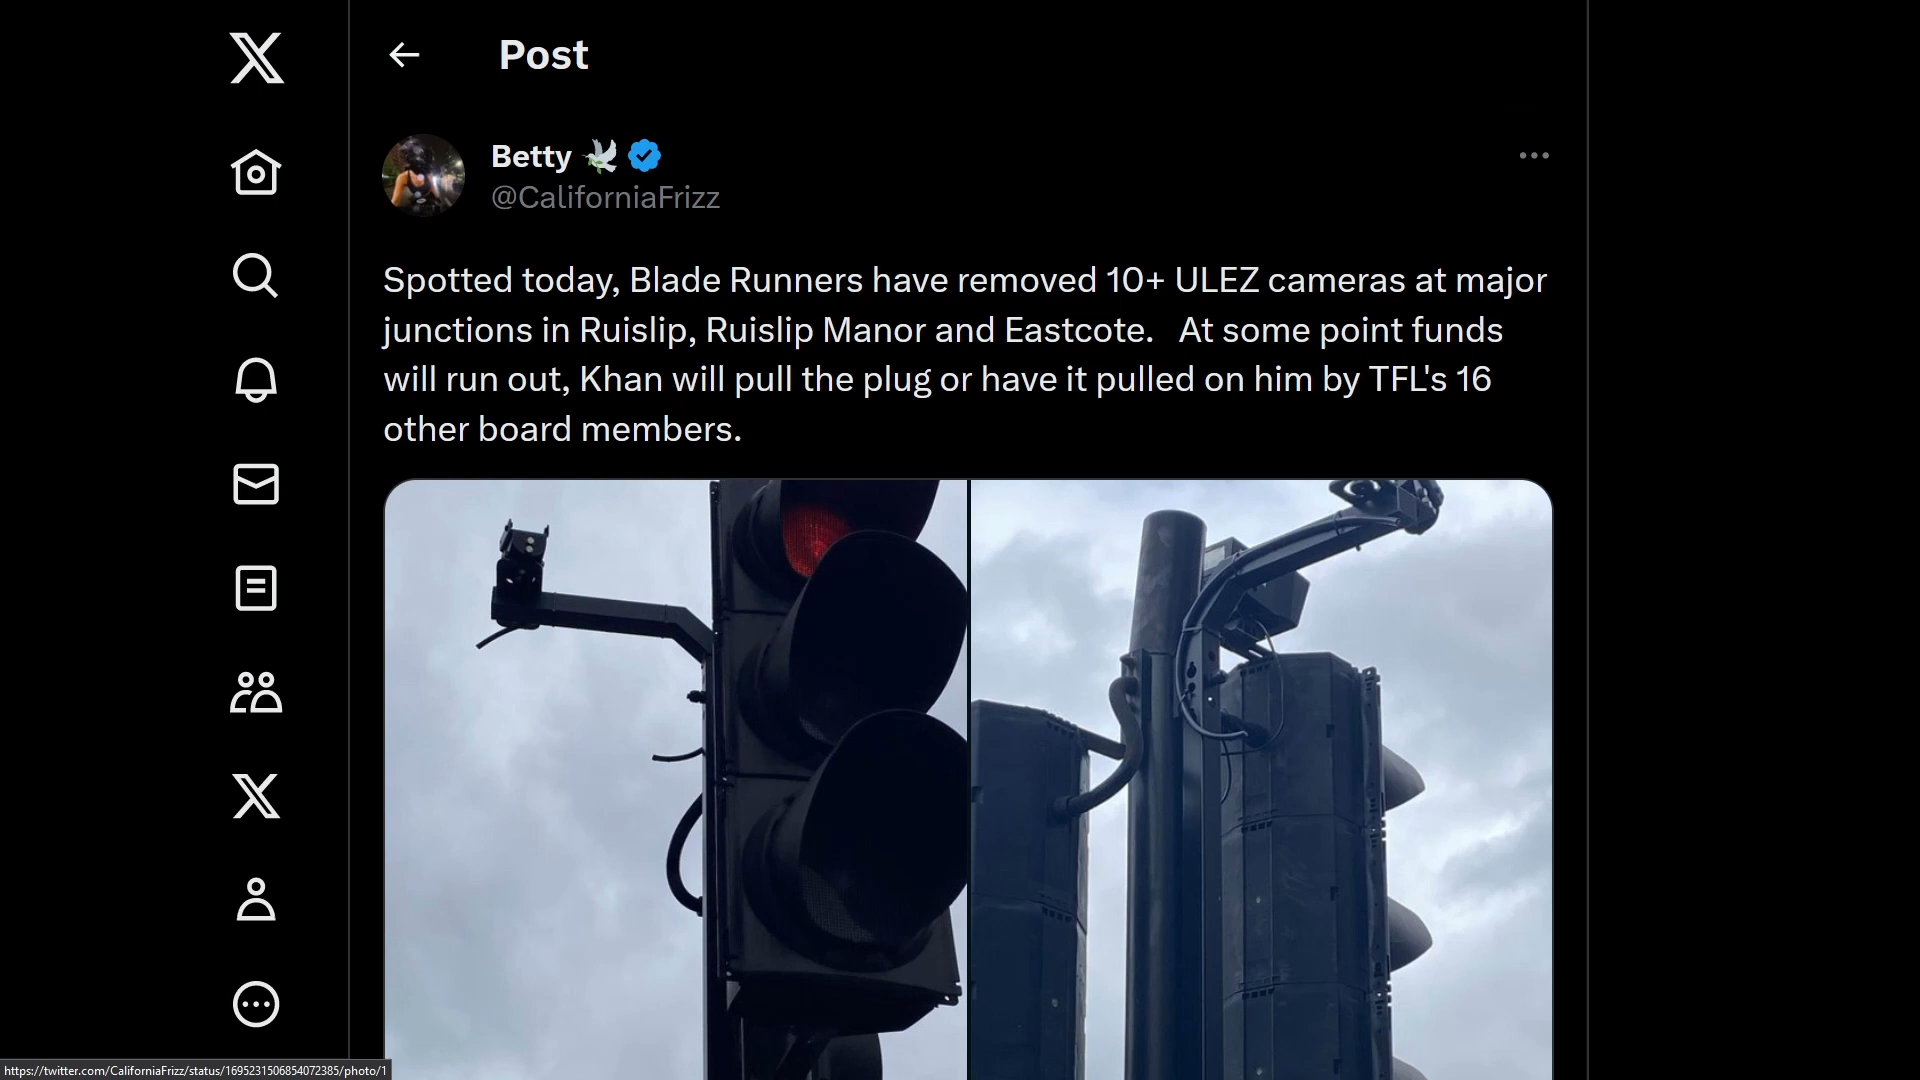 Post
Betty
@CaliforniaFrizz
Spotted today, Blade Runners have removed 10+ ULEZ cameras at major
junctions in Ruislip, Ruislip Manor and Eastcote.   At some point funds
will run out, Khan will pull the plug or have it pulled on him by TFL's 16
other board members.
https://twitter.com/CaliforniaFrizz/status/1695231506854072385/photo/1